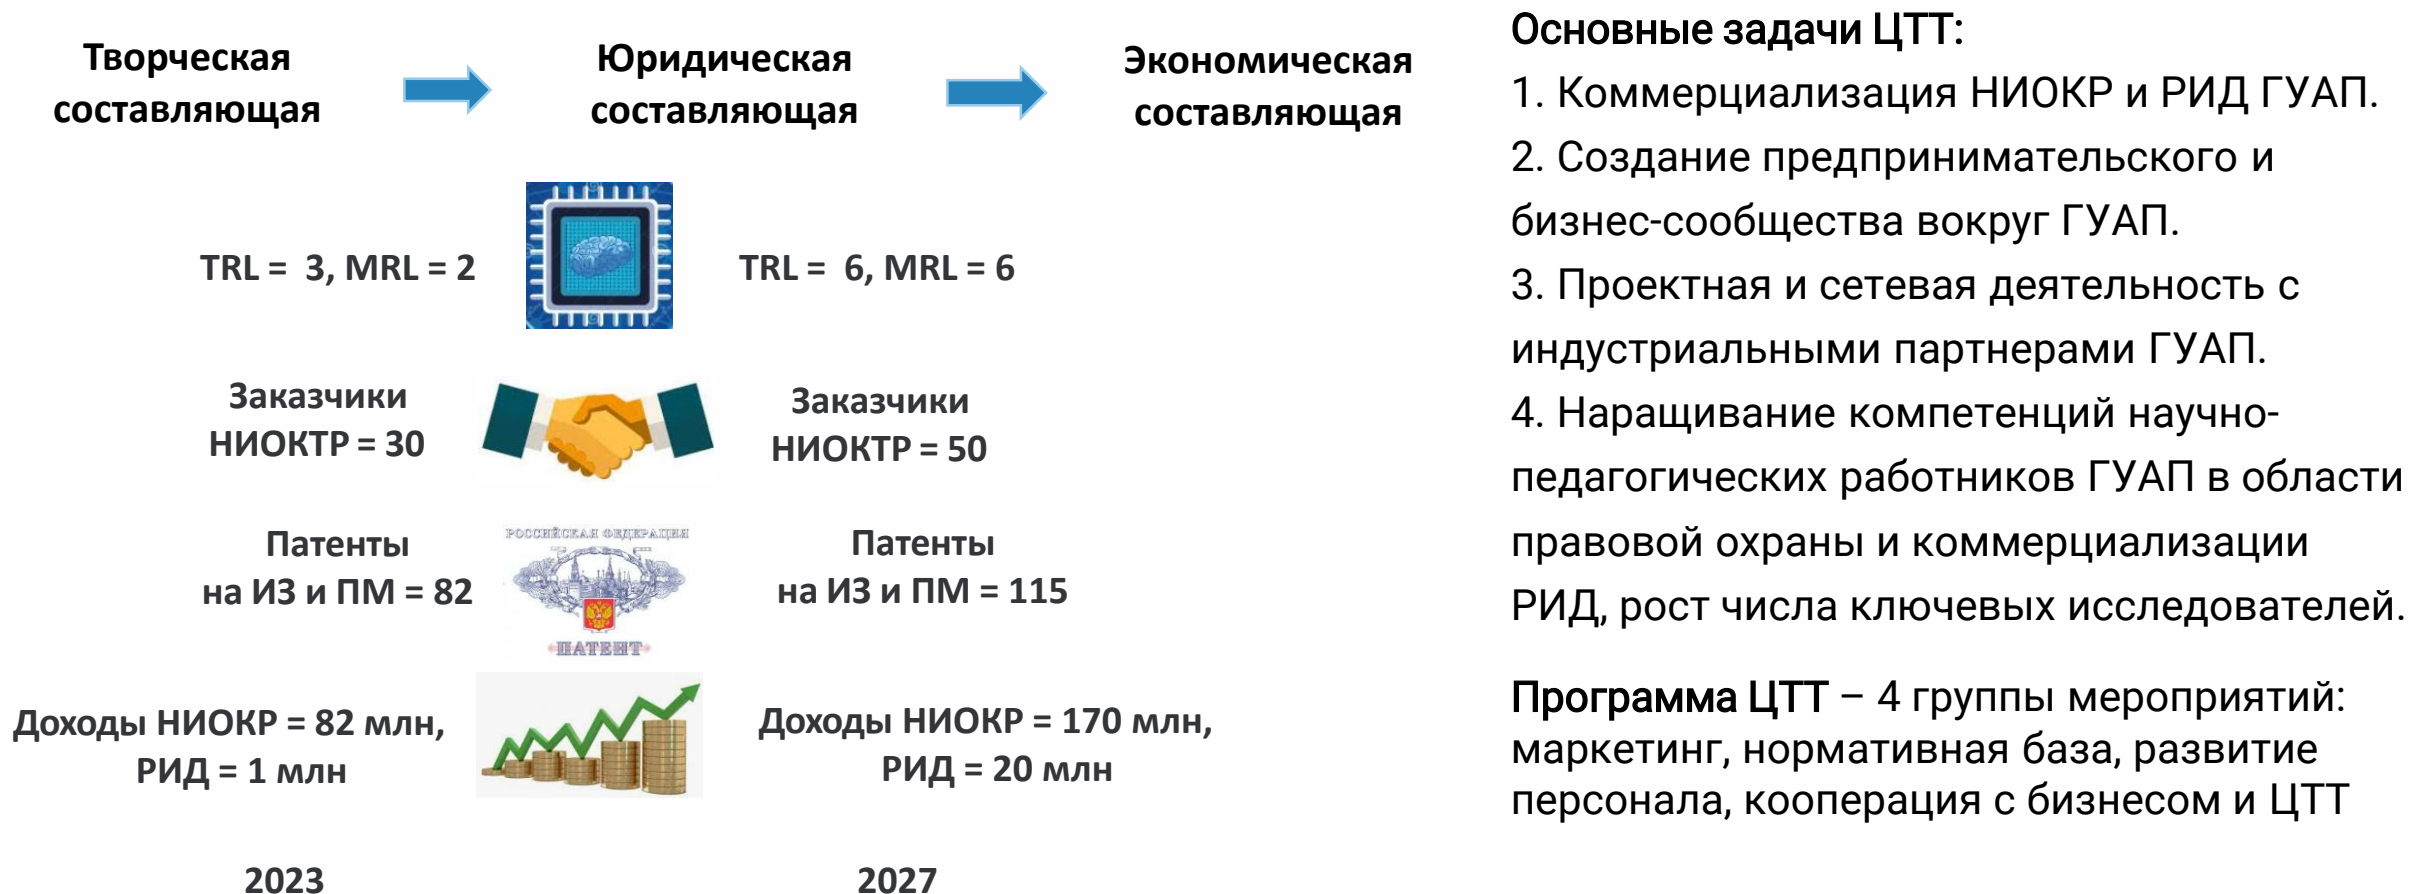 Творческая
составляющая
Юридическая
составляющая
Экономическая
составляющая
TRL = 3, MRL = 2
TRL = 6, MRL = 6
Заказчики
НИОКТР = 30
Заказчики
НИОКТР = 50
Патенты
на ИЗ и ПМ = 82
РОССИЙСКАЯ ФЕДЕРАЦИЯ
ПАТЕНТ
Патенты
на ИЗ и ПМ = 115
Доходы НИОКР = 82 млн,
РИД = 1 млн
Доходы НИОКР = 170 млн,
РИД = 20 млн
2023
2027
Основные задачи ЦТТ:
1. Коммерциализация НИОКР и РИД ГУАП.
2. Создание предпринимательского и
бизнес-сообщества вокруг ГУАП.
3. Проектная и сетевая деятельность с
индустриальными партнерами ГУАП.
4. Наращивание компетенций научно-
педагогических работников ГУАП в области
правовой охраны и коммерциализации
РИД, рост числа ключевых исследователей.
Программа ЦТТ – 4 группы мероприятий:
маркетинг, нормативная база, развитие
персонала, кооперация с бизнесом и ЦТТ